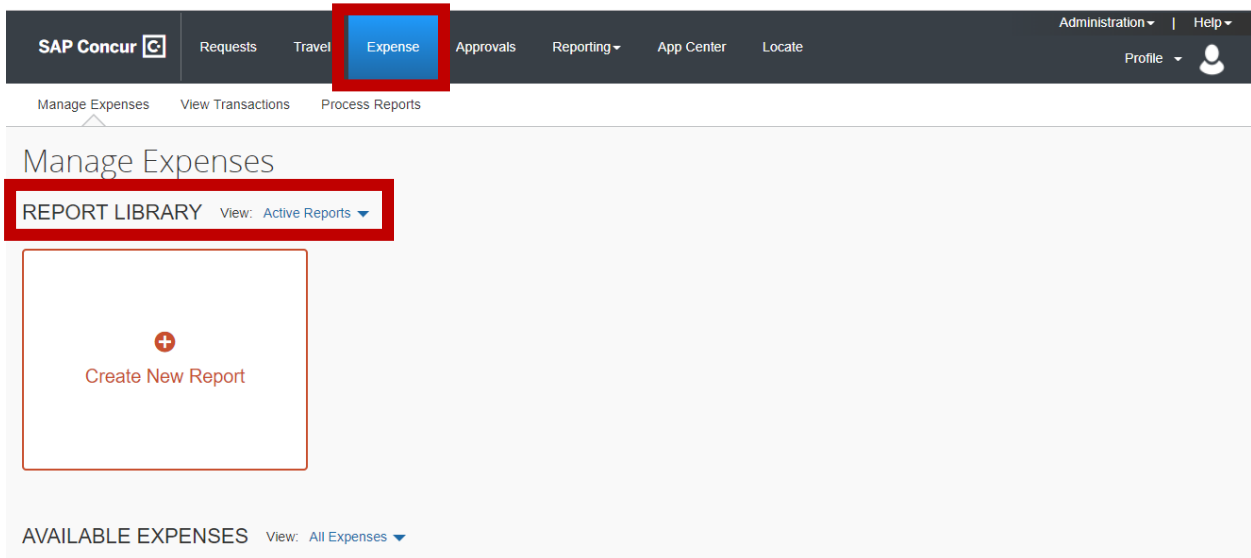 Administration | Help
SAP Concur C Requests Travel Expense Approvals Reporting App Center Locate
Profile
Manage Expenses View Transactions Process Reports
Manage Expenses
REPORT LIBRARY View: Active Reports
Create New Report
AVAILABLE EXPENSES View: All Expenses